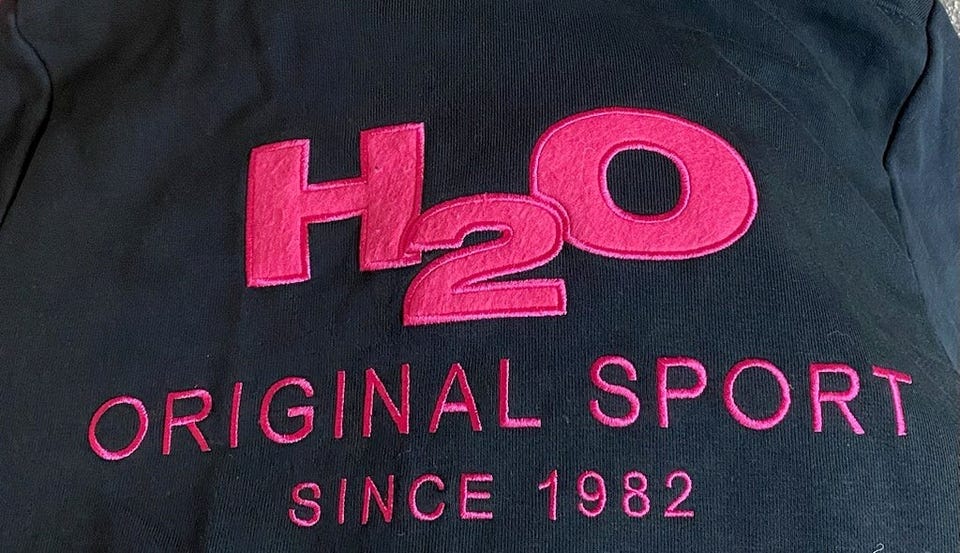 H2O
ORIGINAL SPORT
SINCE 1982